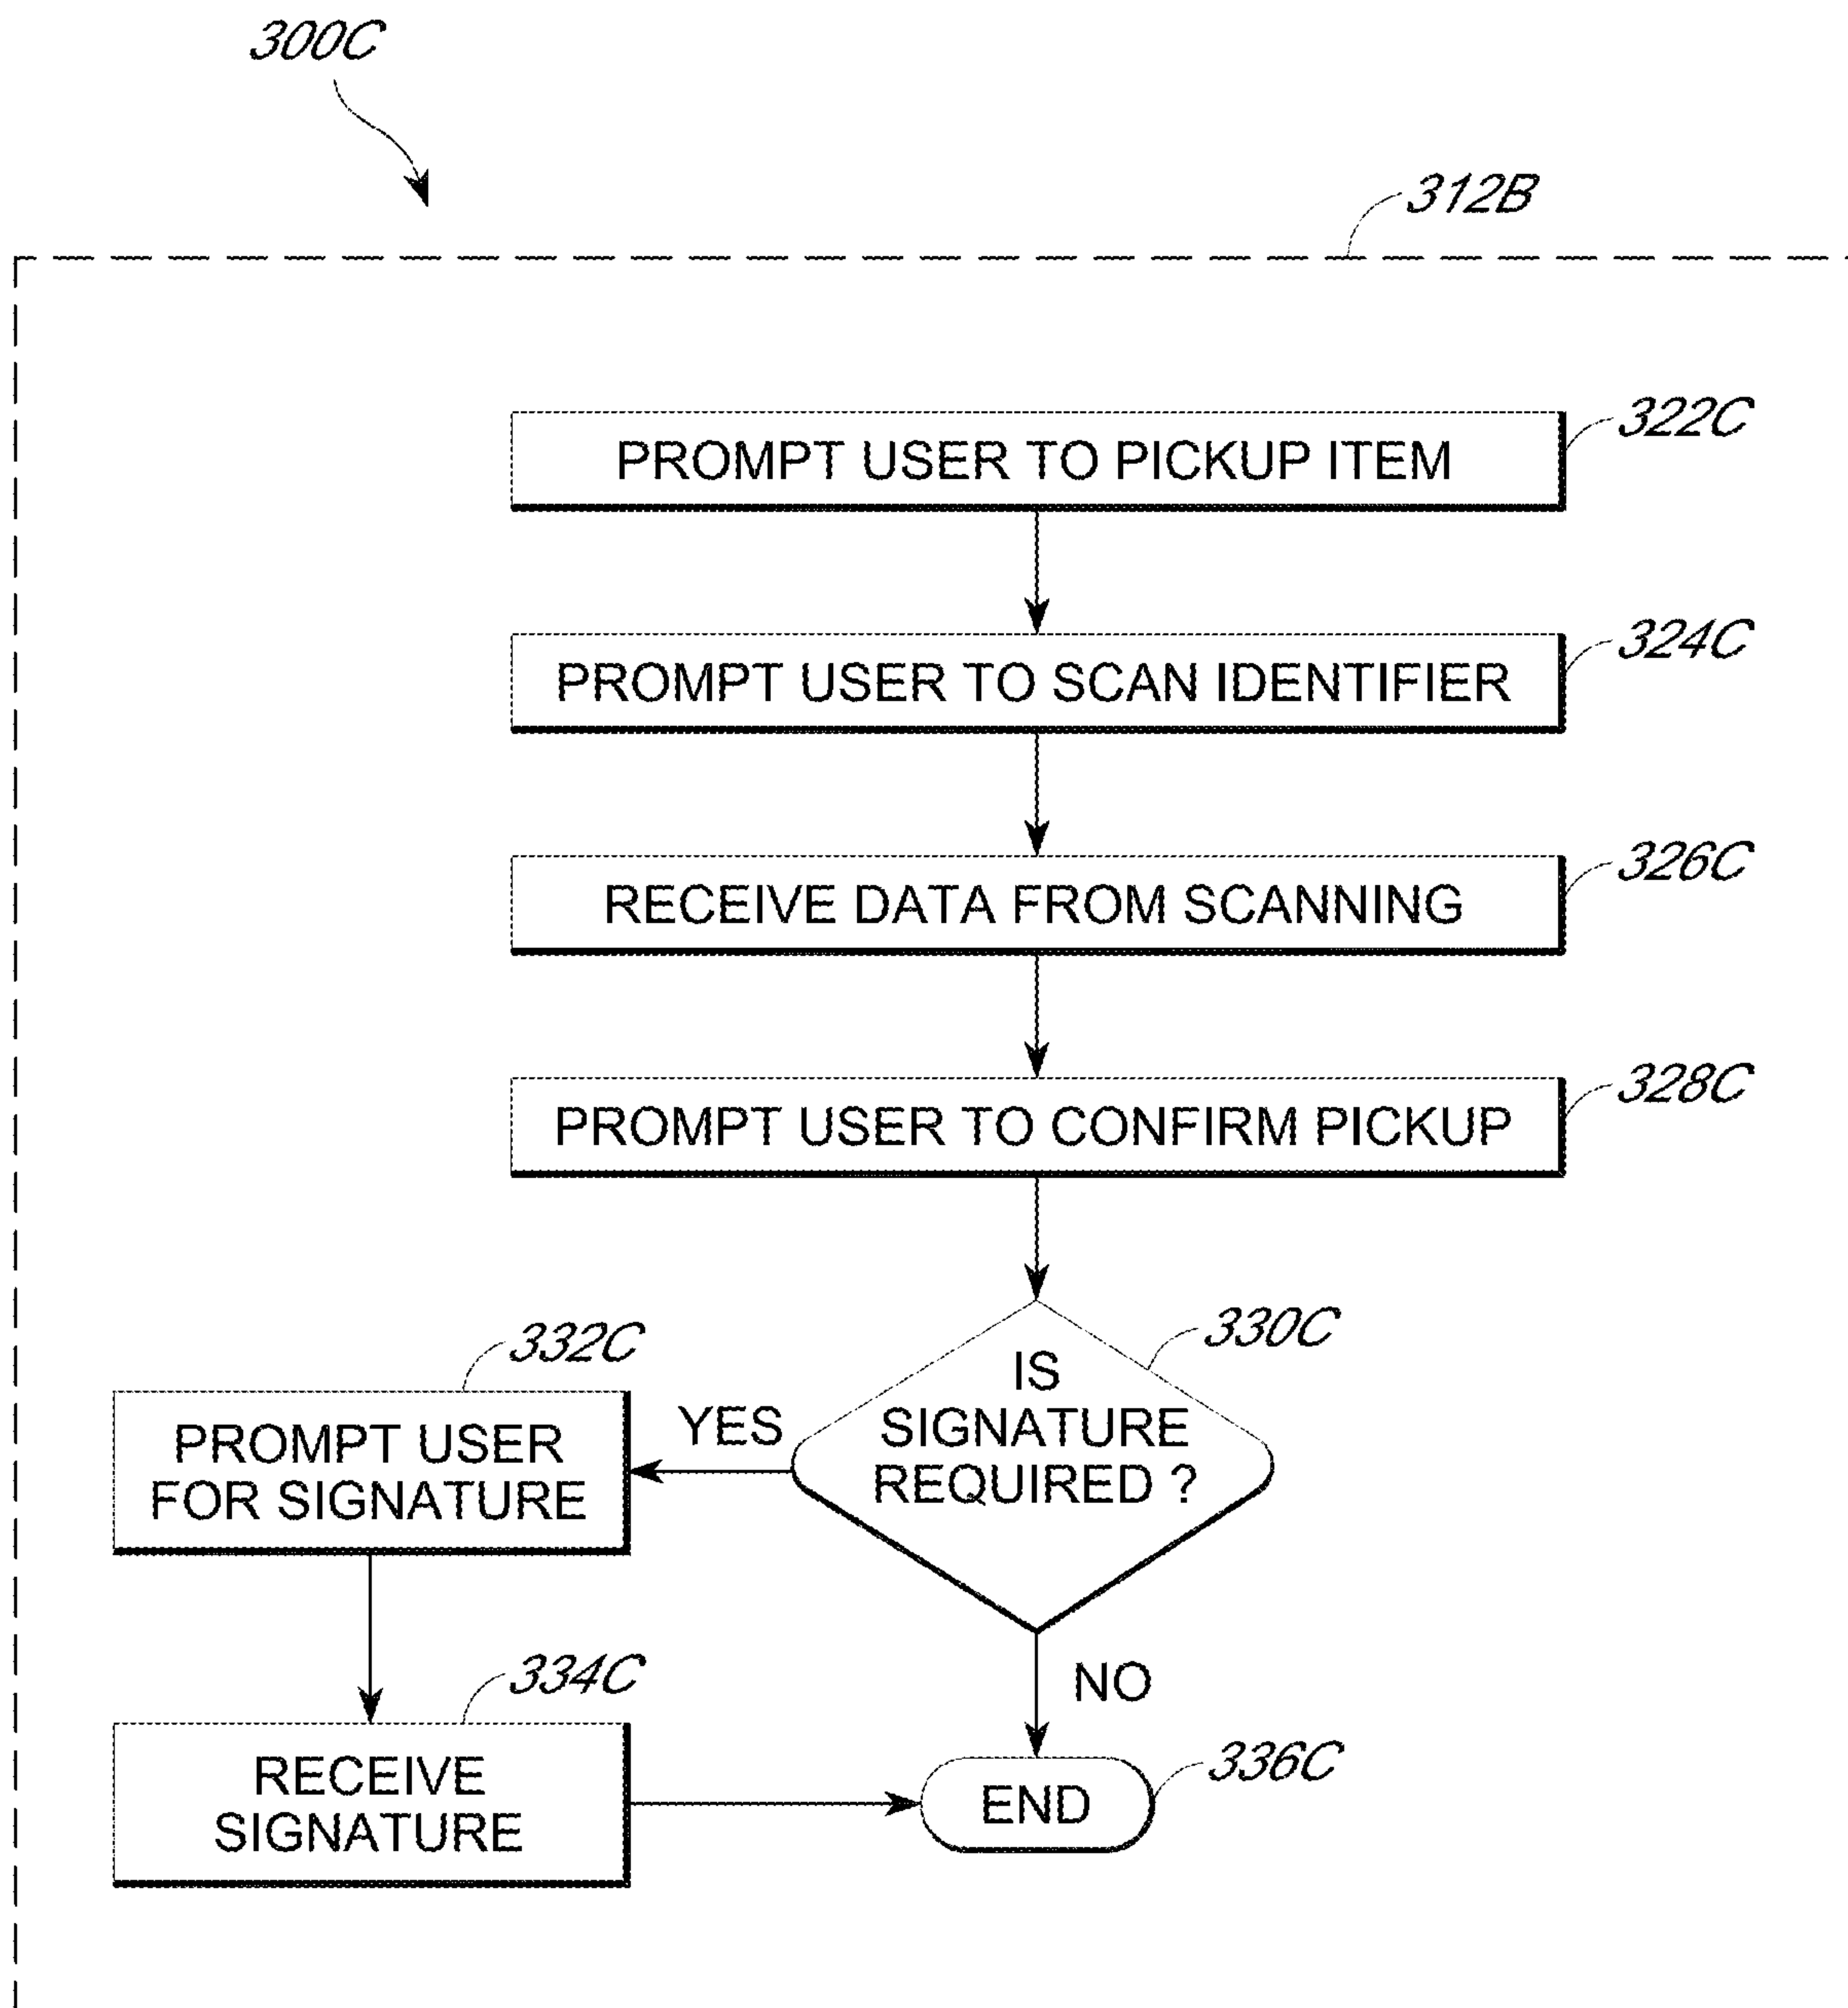 300C
312B
PROMPT USER TO PICKUP ITEM
322C
PROMPT USER TO SCAN IDENTIFIER
324C
RECEIVE DATA FROM SCANNING
326C
PROMPT USER TO CONFIRM PICKUP
328C
330C
IS
SIGNATURE
REQUIRED ?
YES
332C
PROMPT USER
FOR SIGNATURE
NO
334C
RECEIVE
SIGNATURE
END
336C